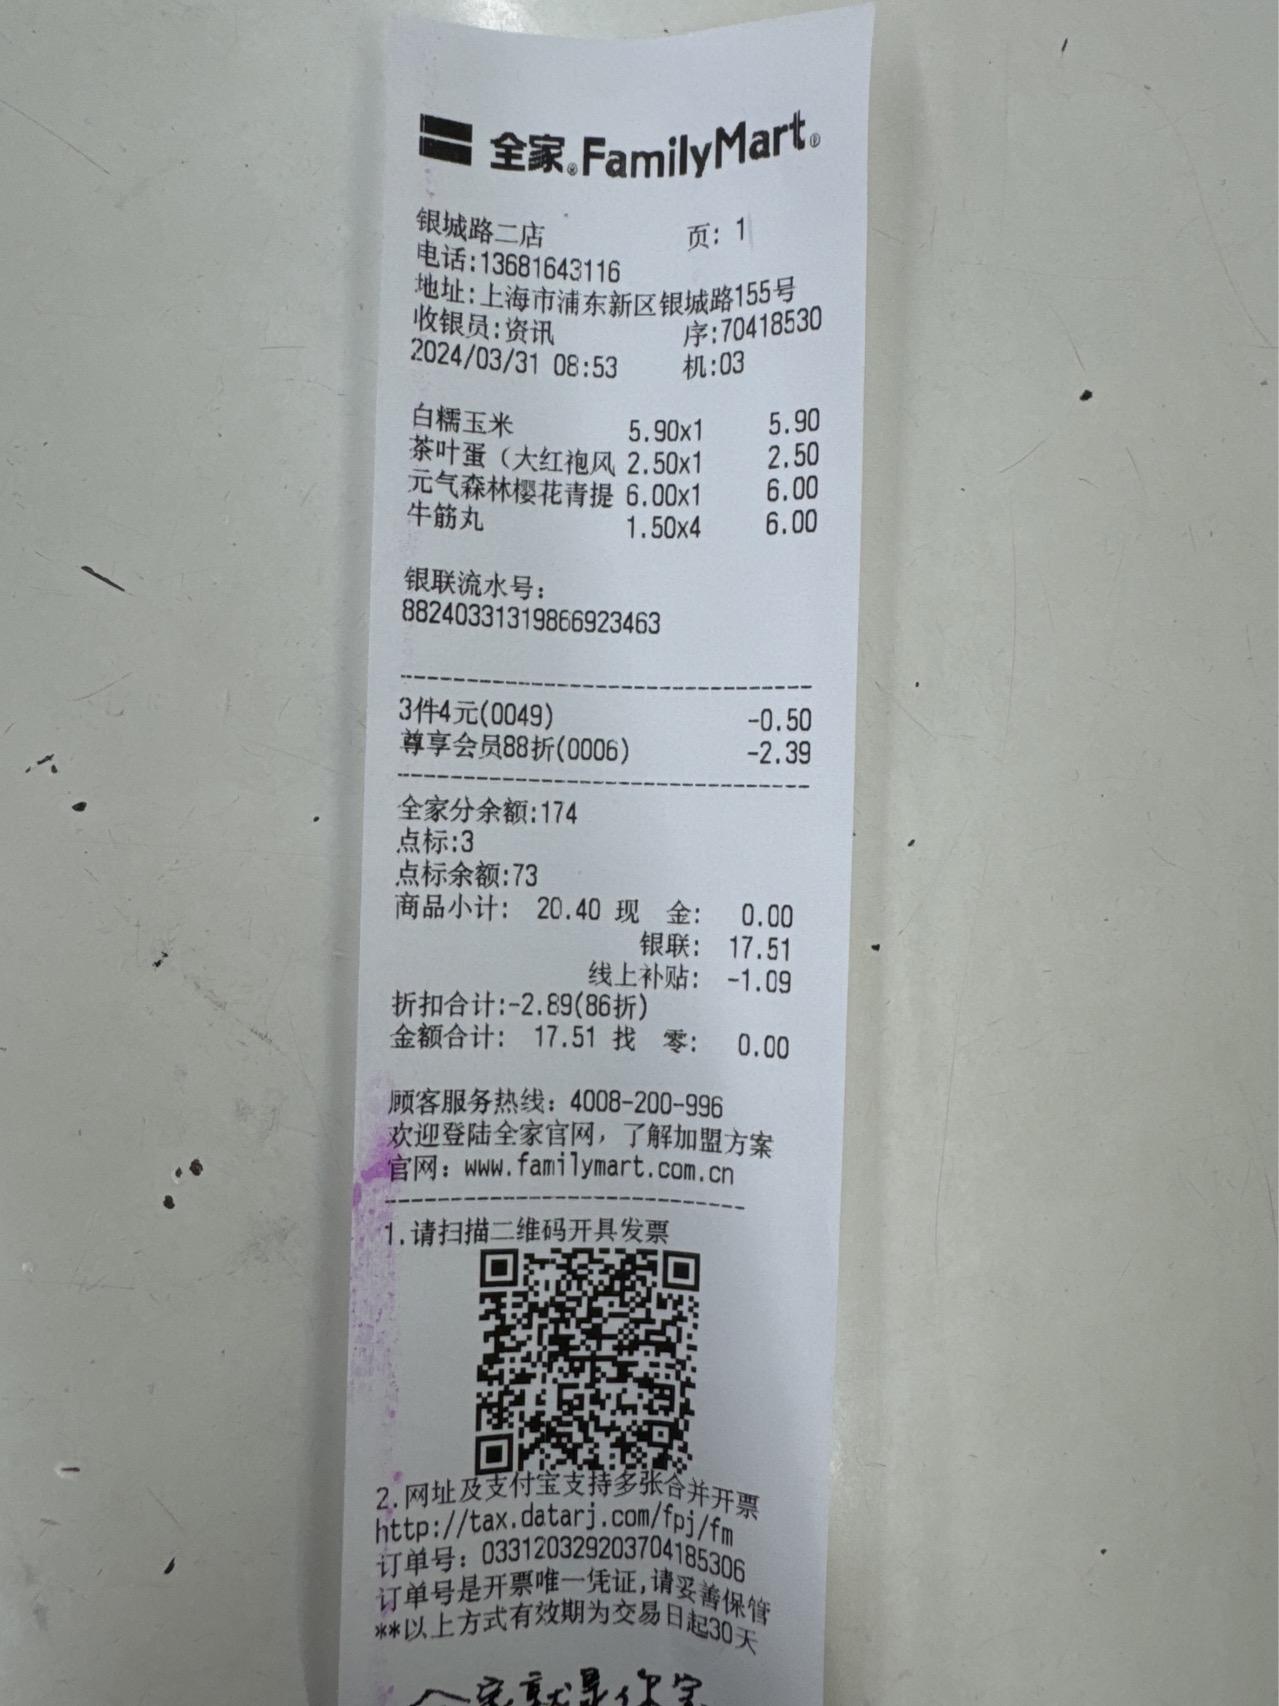 全家®FamilyMart®
银城路二店 页: 1
电话:13681643116
地址:上海市浦东新区银城路155号
收银员:资讯 序:70418530
2024/03/31 08:53 机:03
白糯玉米 5.90x1 5.90
茶叶蛋（大红袍风 2.50x1 2.50
元气森林樱花青提 6.00x1 6.00
牛筋丸 1.50x4 6.00
银联流水号:
88240331319866923463
3件4元(0049) -0.50
尊享会员88折(0006) -2.39
全家分余额:174
点标:3
点标余额:73
商品小计: 20.40 现 金: 0.00
银联: 17.51
线上补贴: -1.09
折扣合计:-2.89(86折)
金额合计: 17.51 找 零: 0.00
顾客服务热线: 4008-200-996
欢迎登陆全家官网，了解加盟方案
官网: www.familymart.com.cn
1.请扫描二维码开具发票
2.网址及支付宝支持多张合并开票
http://tax.datarj.com/fpj/fm
订单号: 033120329203704185306
订单号是开票唯一凭证,请妥善保管
**以上方式有效期为交易日起30天
全家就是你家